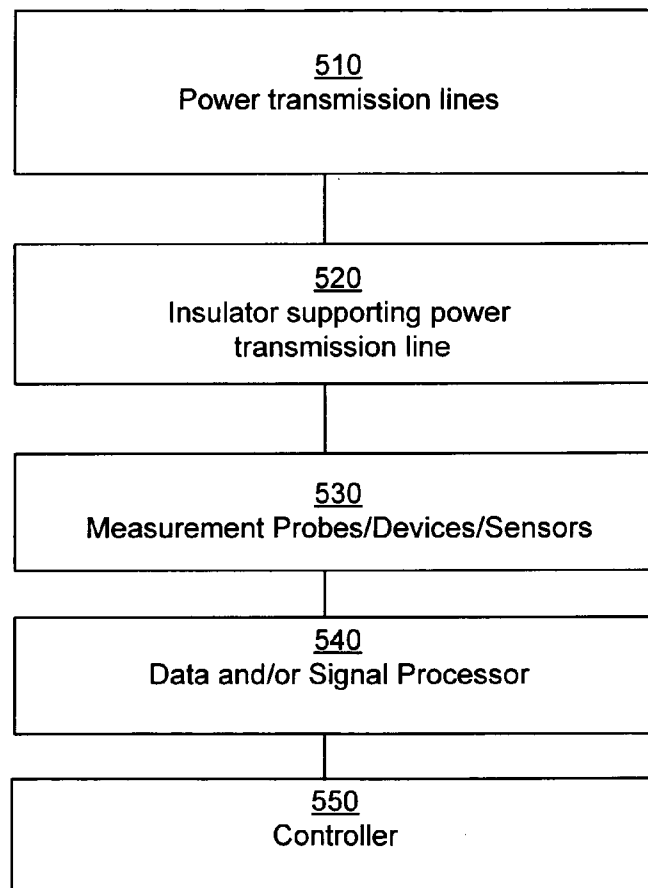 510
Power transmission lines
520
Insulator supporting power
transmission line
530
Measurement Probes/Devices/Sensors
540
Data and/or Signal Processor
550
Controller